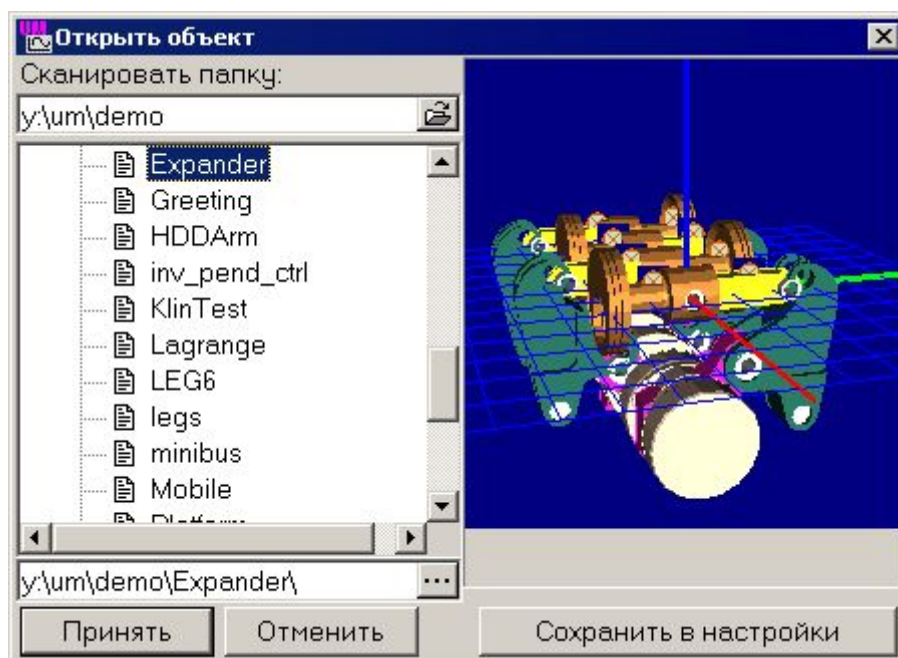 UM
Открыть объект
Сканировать папку:
y:\um\demo
Expander
Greeting
HDDArm
inv_pend_ctrl
KlinTest
Lagrange
LEG6
legs
minibus
Mobile
y:\um\demo\Expander\
...
Принять
Отменить
Сохранить в настройки